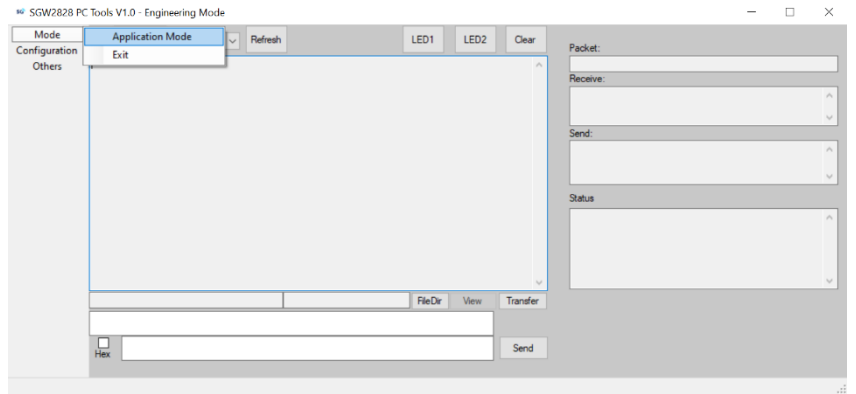 SGW2828 PC Tools V1.0 - Engineering Mode
Mode
Application Mode
Refresh
LED1
LED2
Clear
Configuration
Exit
Others
Packet:
Receive:
Send:
Status
FileDir
View
Transfer
Hex
Send